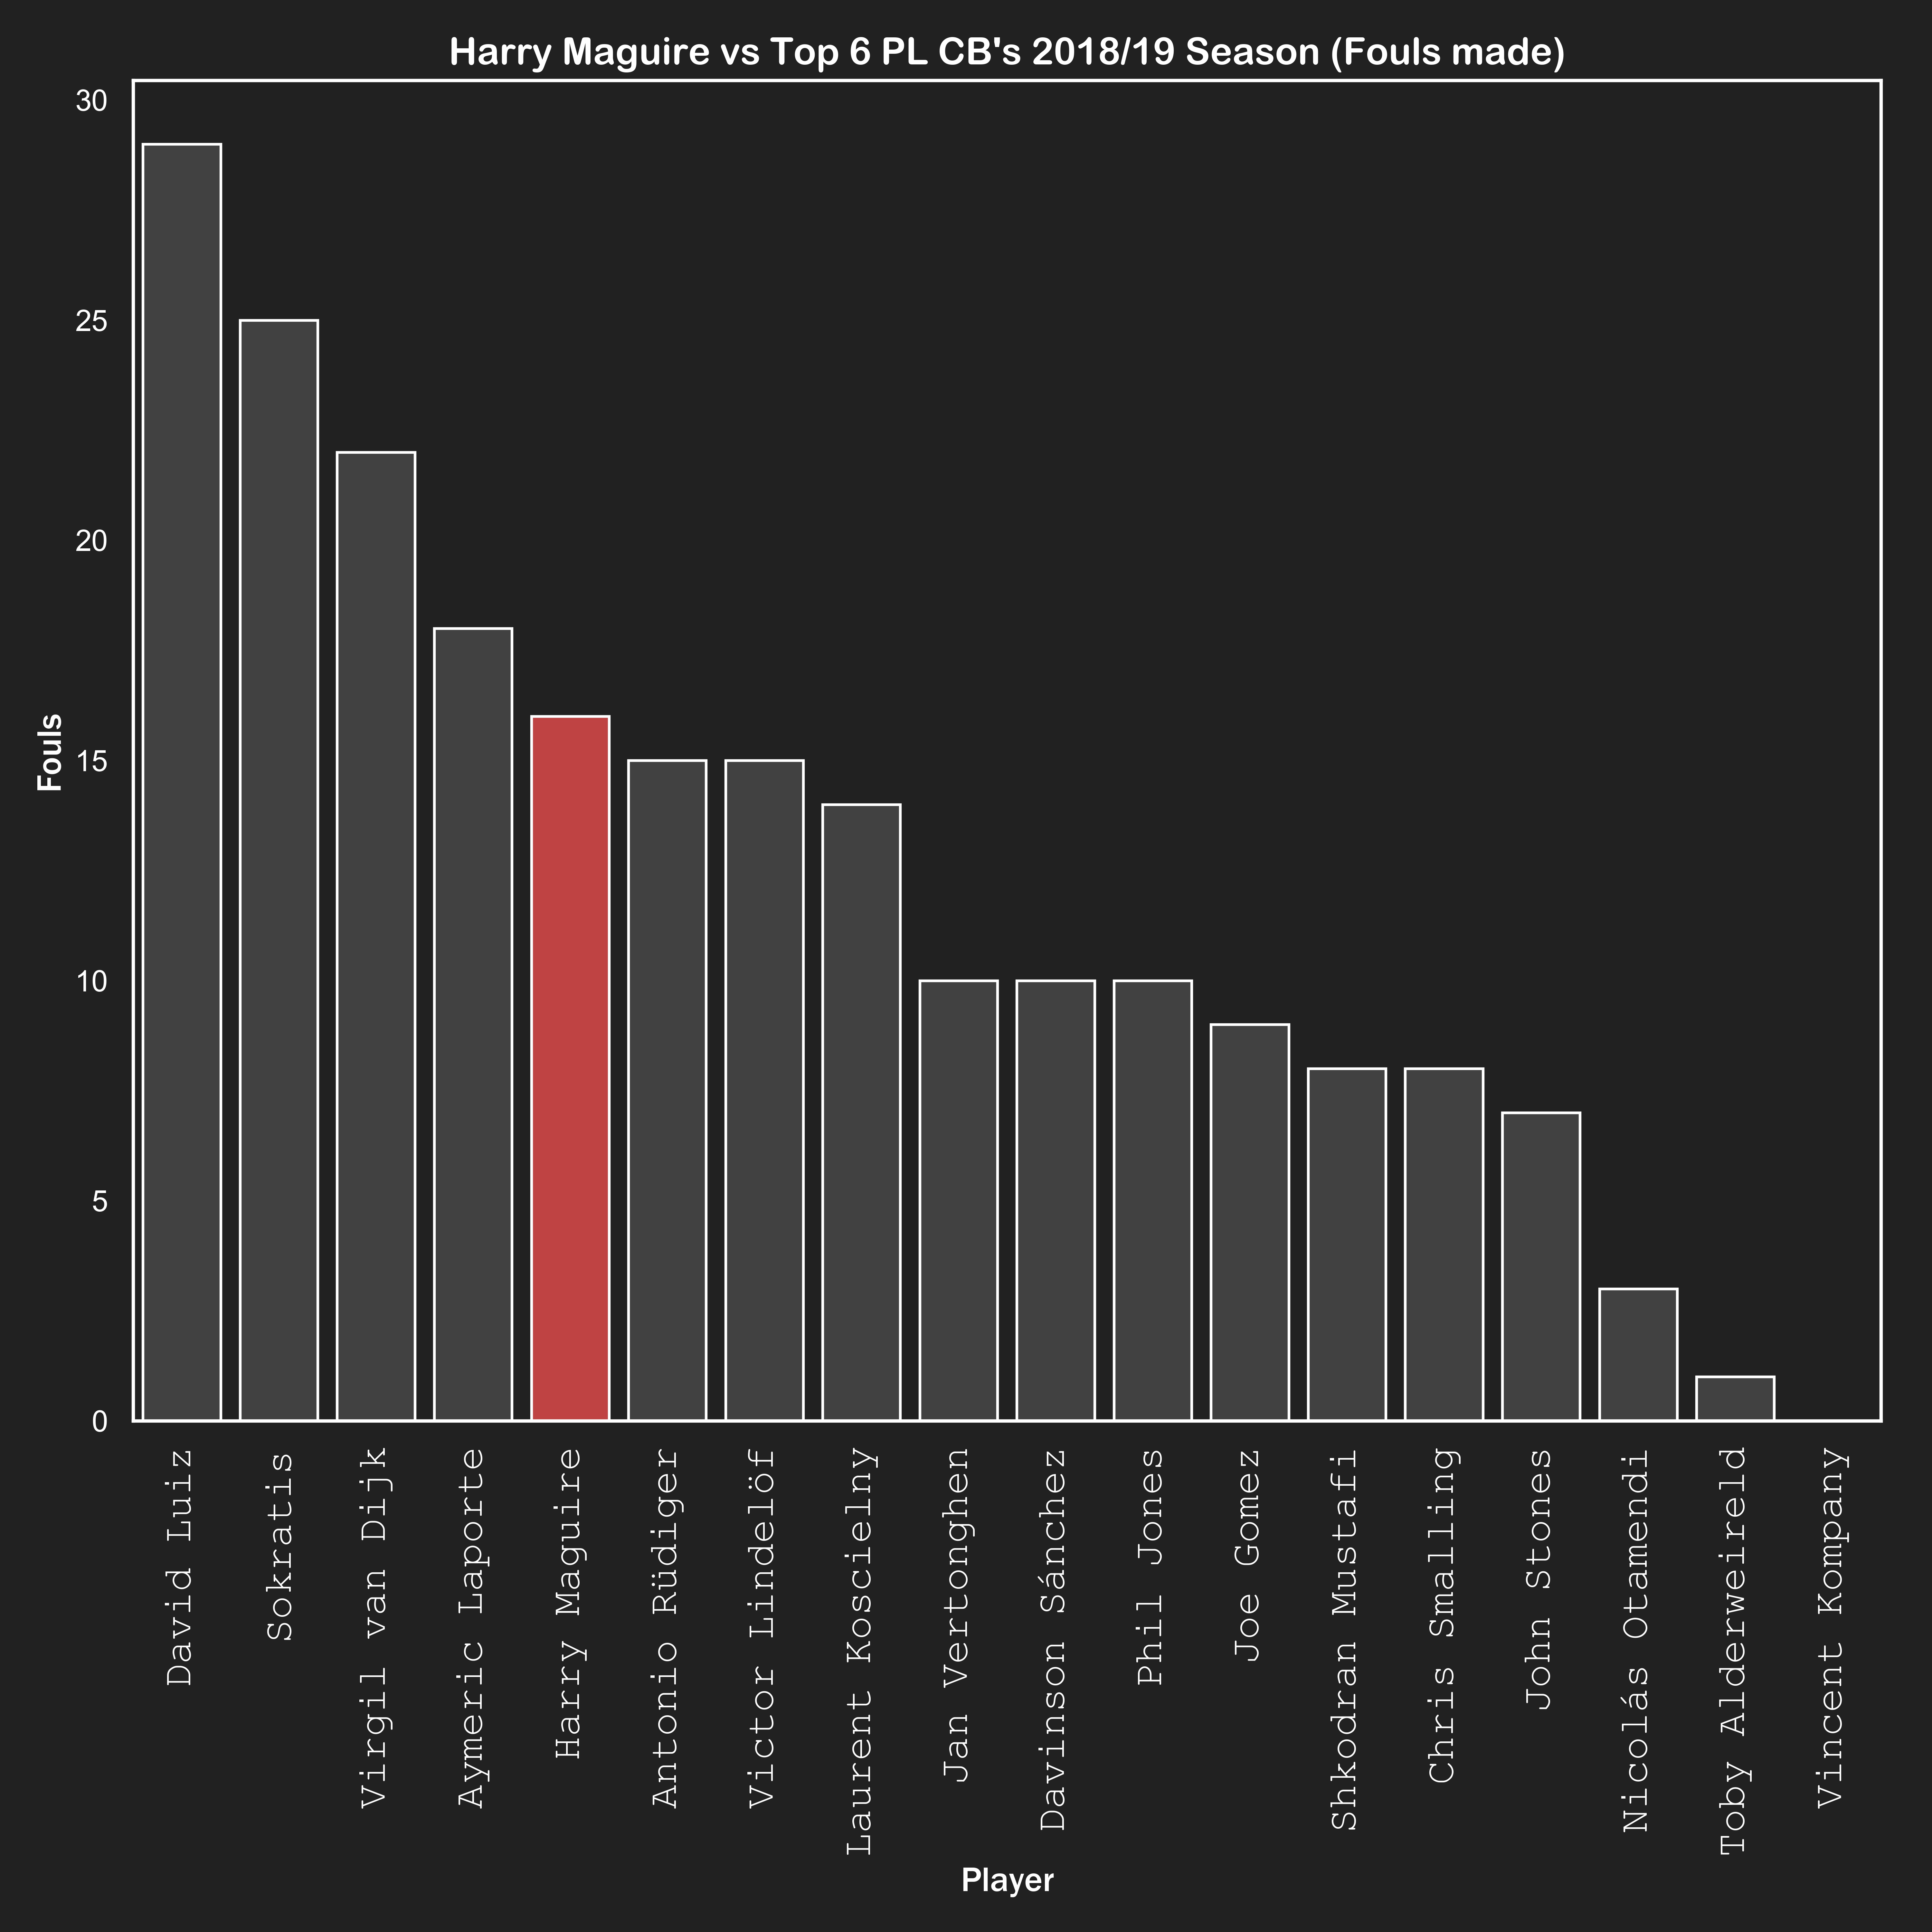 Harry Maguire vs Top 6 PL CB's 2018/19 Season (Fouls made)
30
25
20
15
10
5
0
Fouls
David Luiz
Sokratis
Virgil van Dijk
Aymeric Laporte
Harry Maguire
Antonio Rüdiger
Victor Lindelöf
Laurent Koscielny
Jan Vertonghen
Davinson Sánchez
Phil Jones
Joe Gomez
Shkodran Mustafi
Chris Smalling
John Stones
Nicolás Otamendi
Toby Alderweireld
Vincent Kompany
Player